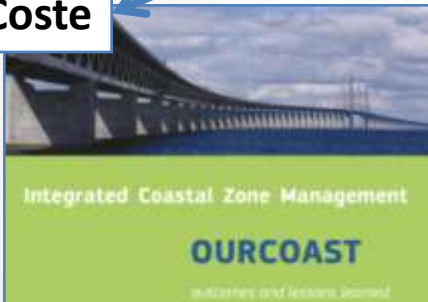 Coste
Integrated Coastal Zone Management
OURCOAST
outcomes and lessons learned